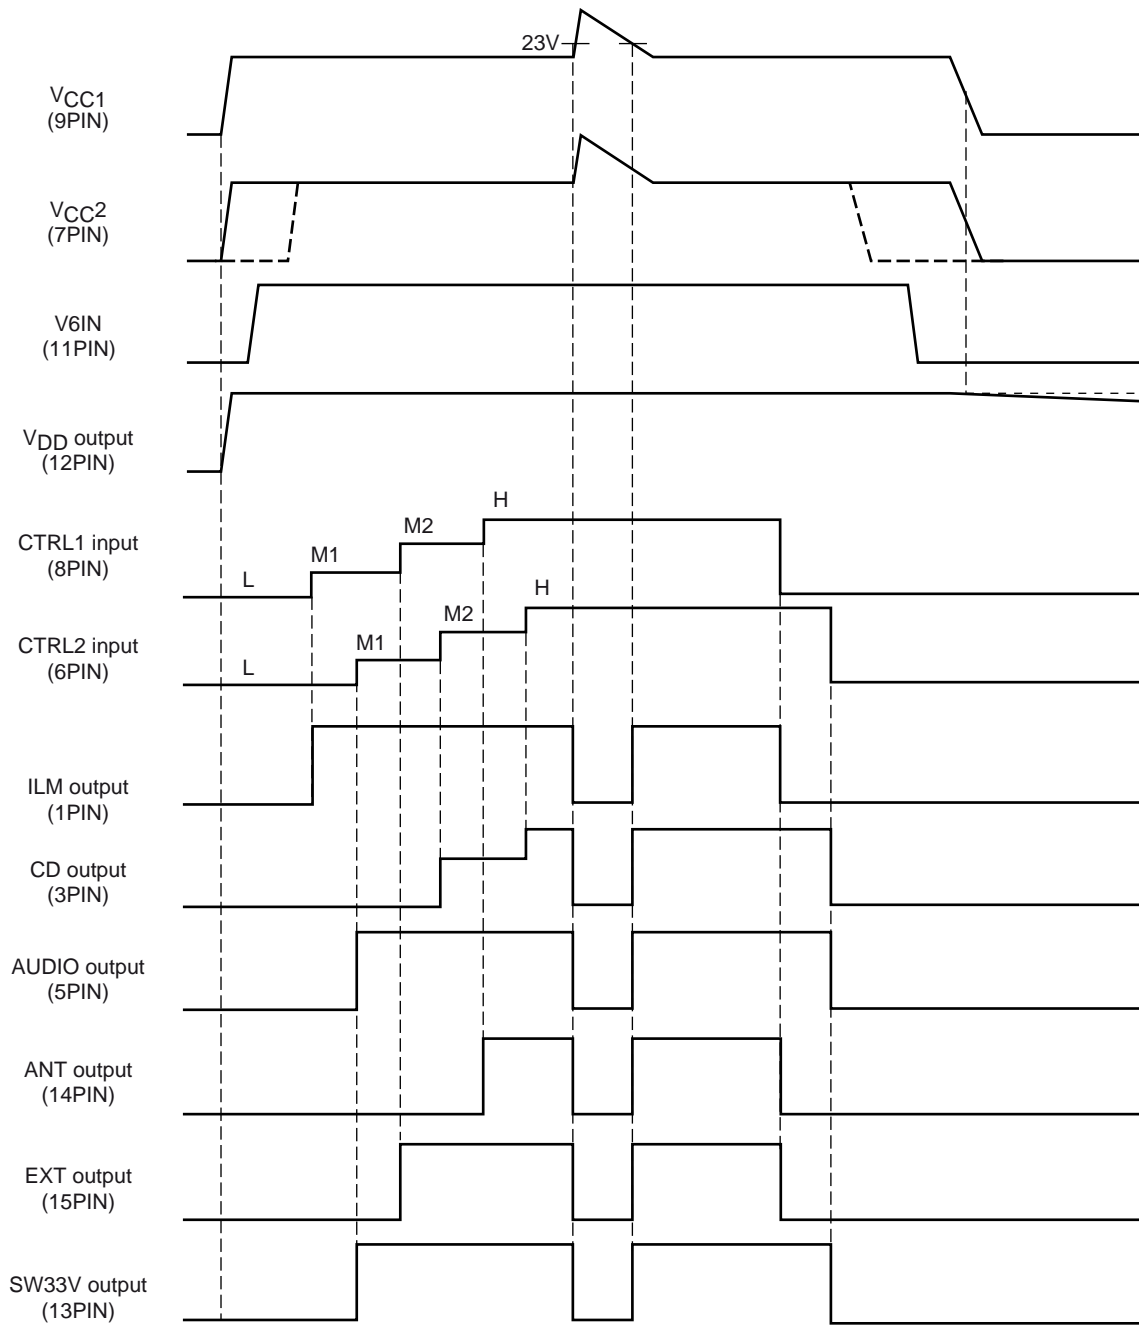 23V
VCC1
(9PIN)
VCC2
(7PIN)
V6IN
(11PIN)
VDD output
(12PIN)
H
M2
CTRL1 input
(8PIN)
M1
L
H
M2
CTRL2 input
(6PIN)
M1
L
ILM output
(1PIN)
CD output
(3PIN)
AUDIO output
(5PIN)
ANT output
(14PIN)
EXT output
(15PIN)
SW33V output
(13PIN)